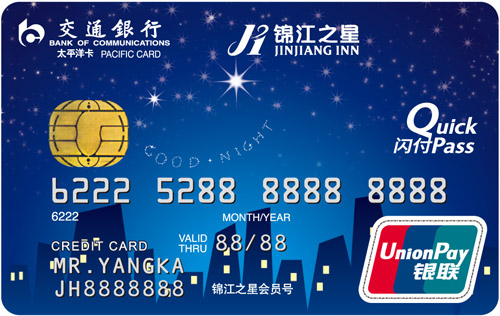 交通銀行
BANK OF COMMUNICATIONS
太平洋卡 PACIFIC CARD
锦江之星
JINJIANG INN
Quick
闪付Pass
GOOD·NIGHT
6222 5288 8888 8888
6222
MONTH/YEAR
CREDIT CARD
VALID THRU 88/88
MR.YANGKA
JH8888888
锦江之星会员号
UnionPay
银联